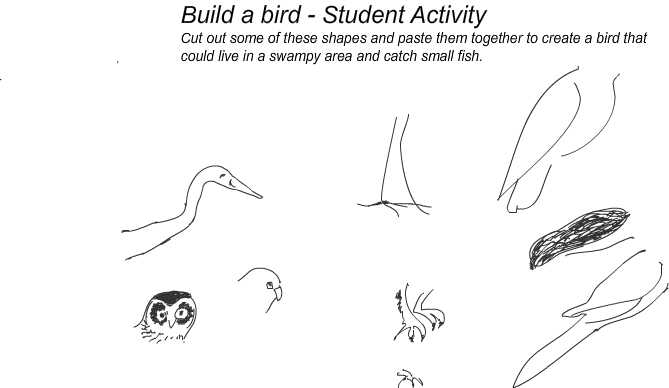 Build a bird - Student Activity
Cut out some of these shapes and paste them together to create a bird that
could live in a swampy area and catch small fish.